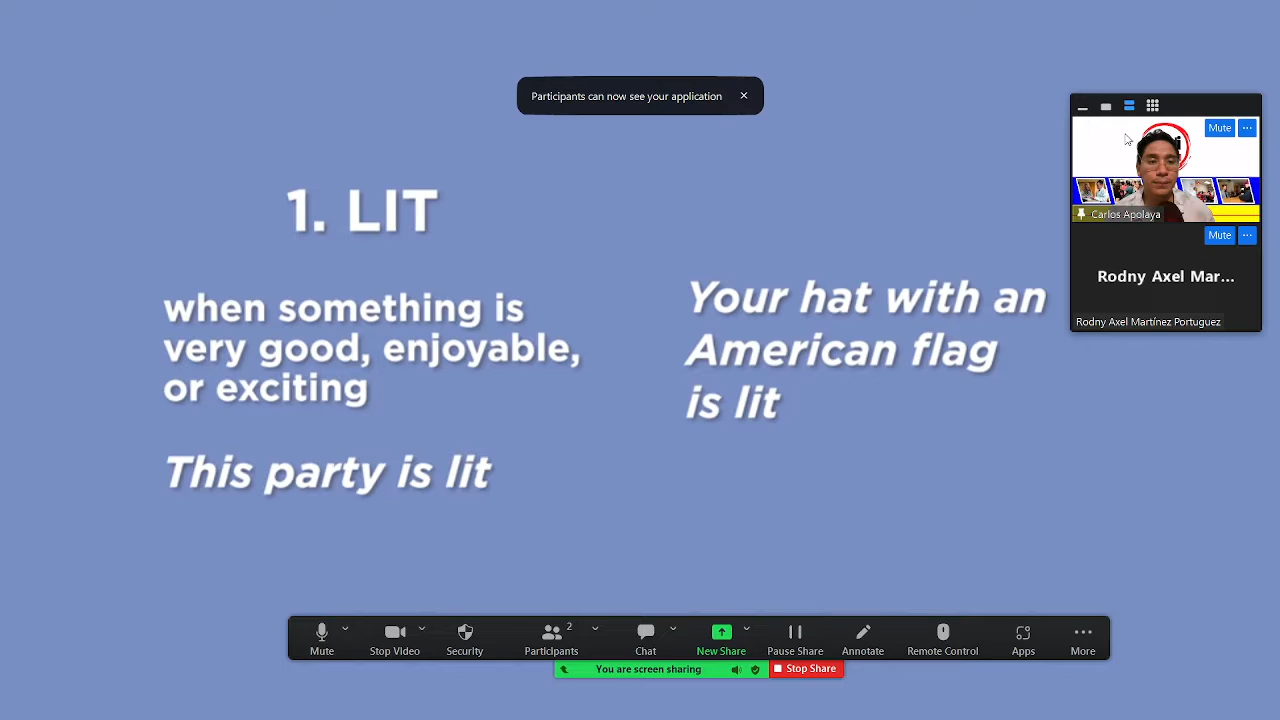 Participants can now see your application
Mute
Carlos Apolaya
Mute
Rodny Axel Mar...
Rodny Axel Martínez Portuguez
1. LIT
when something is
very good, enjoyable,
or exciting
This party is lit
Your hat with an
American flag
is lit
Mute
Stop Video
Security
2
Participants
Chat
New Share
Pause Share
Annotate
Remote Control
Apps
More
You are screen sharing
Stop Share